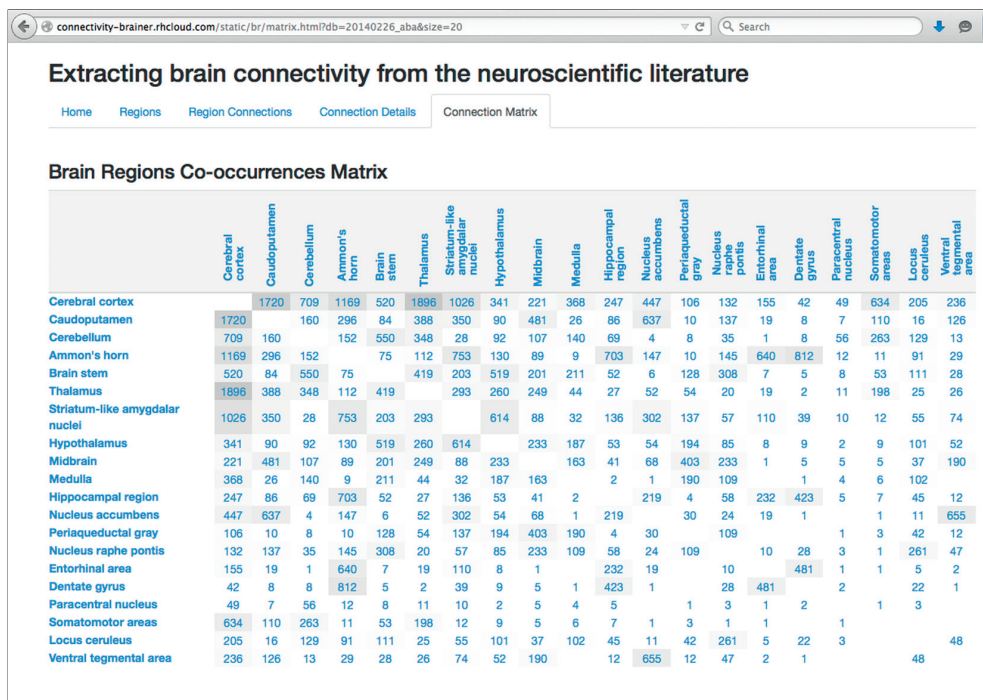 connectivity-brainer.rhcloud.com/static/br/matrix.html?db=20140226_aba&size=20
Search
Extracting brain connectivity from the neuroscientific literature
Home Regions Region Connections Connection Details Connection Matrix
Brain Regions Co-occurrences Matrix
Cerebral
cortex
Caudoputamen
Cerebellum
Ammon's
horn
Brain
stem
Thalamus
Striatum-like
amygdalar
nuclei
Hypothalamus
Midbrain
Medulla
Hippocampal
region
Nucleus
accumbens
Periaqueductal
gray
Nucleus
raphe
pontis
Entorhinal
area
Dentate
gyrus
Paracentral
nucleus
Somatomotor
areas
Locus
ceruleus
Ventral
tegmental
area
Cerebral cortex 1720 709 1169 520 1896 1026 341 221 368 247 447 106 132 155 42 49 634 205 236
Caudoputamen 1720 160 296 84 388 350 90 481 26 86 637 10 137 19 8 7 110 16 126
Cerebellum 709 160 152 550 348 28 92 107 140 69 4 8 35 1 8 56 263 129 13
Ammon's horn 1169 296 152 75 112 753 130 89 9 703 147 10 145 640 812 12 11 91 29
Brain stem 520 84 550 75 419 203 519 201 211 52 6 128 308 7 5 8 53 111 28
Thalamus 1896 388 348 112 419 293 260 249 44 27 52 54 20 19 2 11 198 25 26
Striatum-like amygdalar
nuclei 1026 350 28 753 203 293 614 88 32 136 302 137 57 110 39 10 12 55 74
Hypothalamus 341 90 92 130 519 260 614 233 187 53 54 194 85 8 9 2 9 101 52
Midbrain 221 481 107 89 201 249 88 233 163 41 68 403 233 1 5 5 5 37 190
Medulla 368 26 140 9 211 44 32 187 163 2 1 190 109 1 4 6 102
Hippocampal region 247 86 69 703 52 27 136 53 41 2 219 4 58 232 423 5 7 45 12
Nucleus accumbens 447 637 4 147 6 52 302 54 68 1 219 30 24 19 1 1 11 655
Periaqueductal gray 106 10 8 10 128 54 137 194 403 190 4 30 109 1 3 42 12
Nucleus raphe pontis 132 137 35 145 308 20 57 85 233 109 58 24 109 10 28 3 1 261 47
Entorhinal area 155 19 1 640 7 19 110 8 1 232 19 10 481 1 1 5 2
Dentate gyrus 42 8 8 812 5 2 39 9 5 1 423 1 28 481 2 22 1
Paracentral nucleus 49 7 56 12 8 11 10 2 5 4 5 1 3 1 2 1 3
Somatomotor areas 634 110 263 11 53 198 12 9 5 6 7 1 3 1 1 1
Locus ceruleus 205 16 129 91 111 25 55 101 37 102 45 11 42 261 5 22 3 48
Ventral tegmental area 236 126 13 29 28 26 74 52 190 12 655 12 47 2 1 48